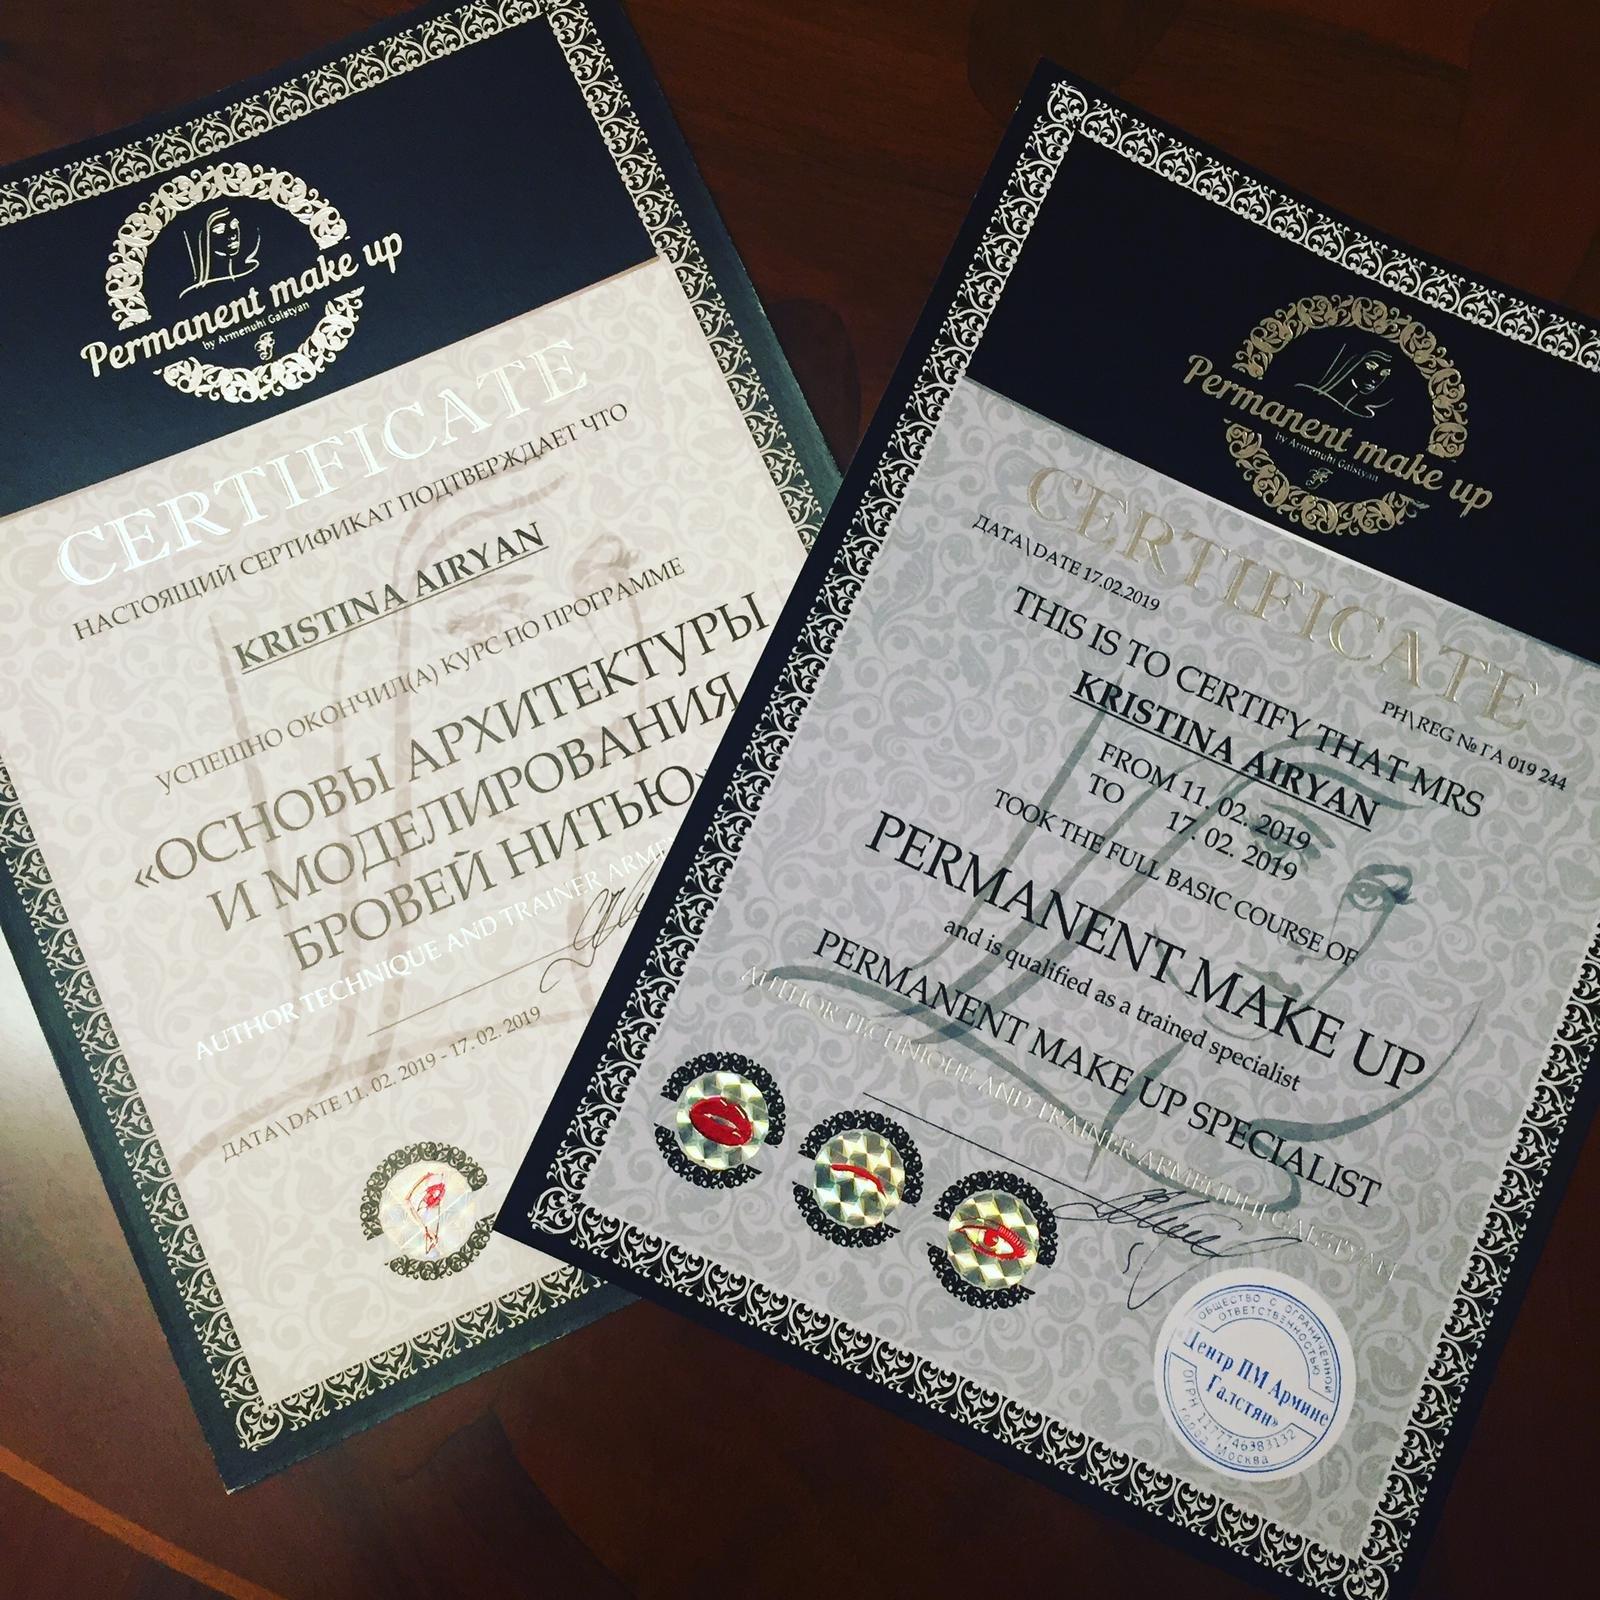 Permanent make up
by Armenuhi Galstyan
CERTIFICATE
НАСТОЯЩИЙ СЕРТИФИКАТ ПОДТВЕРЖДАЕТ ЧТО
KRISTINA AIRYAN
УСПЕШНО ОКОНЧИЛ(А) КУРС ПО ПРОГРАММЕ
«ОСНОВЫ АРХИТЕКТУРЫ
И МОДЕЛИРОВАНИЯ
БРОВЕЙ НИТЬЮ»
AUTHOR TECHNIQUE AND TRAINER
ДАТА\DATE 11. 02. 2019 - 17. 02. 2019
Permanent make up
by Armenuhi Galstyan
CERTIFICATE
ДАТА\DATE 17.02.2019
РН\REG № ГА 019 244
THIS IS TO CERTIFY THAT MRS
KRISTINA AIRYAN
FROM 11. 02. 2019
TO 17. 02. 2019
TOOK THE FULL BASIC COURSE OF
PERMANENT MAKE UP
and is qualified as a trained specialist
PERMANENT MAKE UP SPECIALIST
AUTHOR TECHNIQUE AND TRAINER ARMENUHI GALSTYAN
ОБЩЕСТВО С ОГРАНИЧЕННОЙ
ОТВЕТСТВЕННОСТЬЮ
Центр ПМ Армине
Галстян»
ОГРН 1177746383132
город Москва